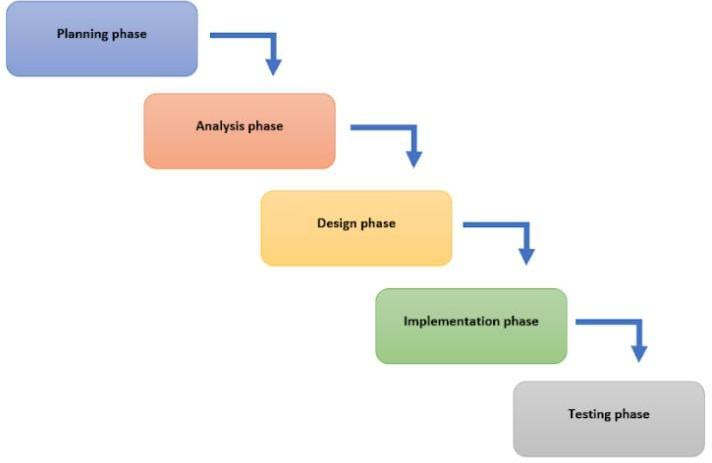 Planning phase
Analysis phase
Design phase
Implementation phase
Testing phase